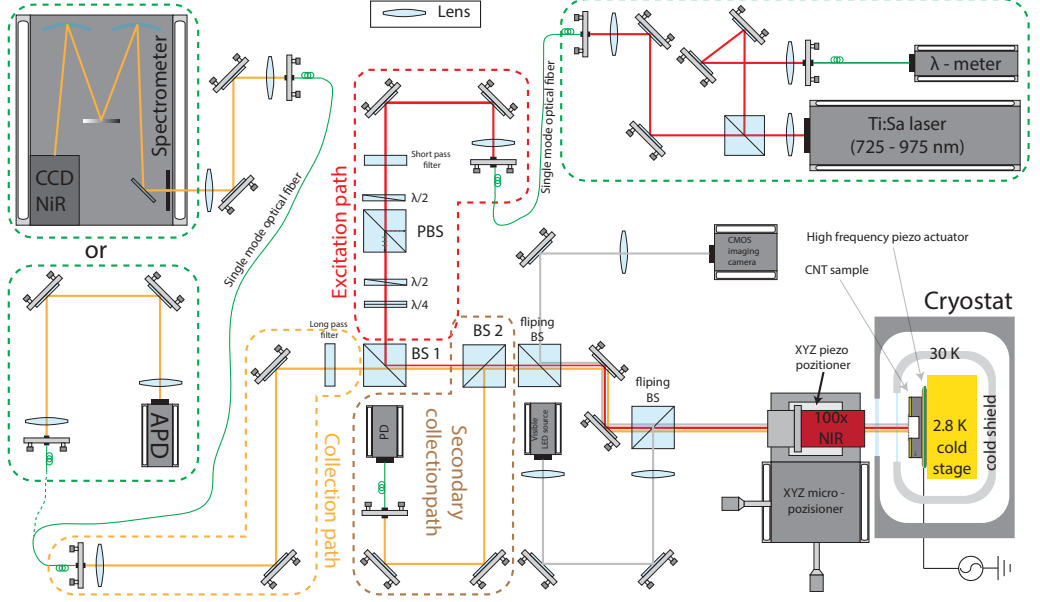 Lens
Spectrometer
CCD
NiR
or
APD
Single mode optical fiber
Excitation path
Short pass
filter
λ/2
PBS
λ/2
λ/4
Single mode optical fiber
λ - meter
Ti:Sa laser
(725 - 975 nm)
CMOS
imaging
camera
High frequency piezo actuator
CNT sample
Cryostat
30 K
2.8 K
cold
stage
cold shield
XYZ piezo
pozitioner
100x
NIR
XYZ micro -
pozisioner
Long pass
filter
BS 1
BS 2
fliping
BS
fliping
BS
Visible
LED source
PD
Secondary
collectionpath
Collection path